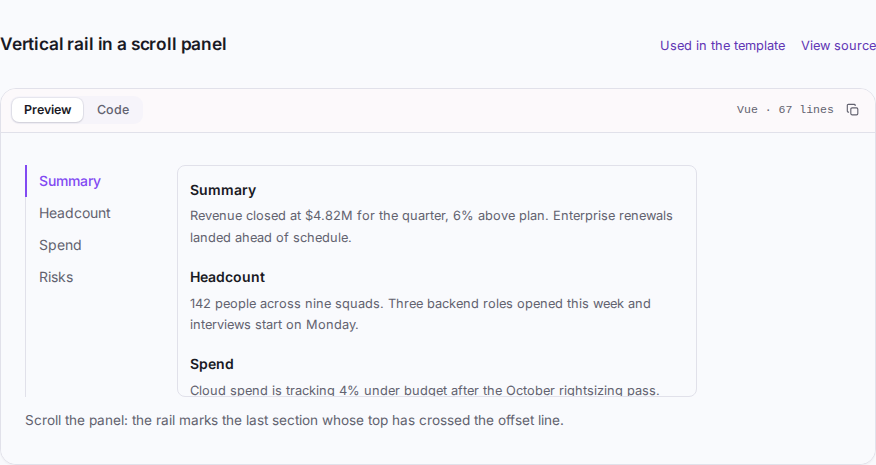 Vertical rail in a scroll panel
Used in the template
View source
Preview
Code
Vue · 67 lines
Summary
Headcount
Spend
Risks
Summary
Revenue closed at $4.82M for the quarter, 6% above plan. Enterprise renewals
landed ahead of schedule.
Headcount
142 people across nine squads. Three backend roles opened this week and
interviews start on Monday.
Spend
Cloud spend is tracking 4% under budget after the October rightsizing pass.
Scroll the panel: the rail marks the last section whose top has crossed the offset line.